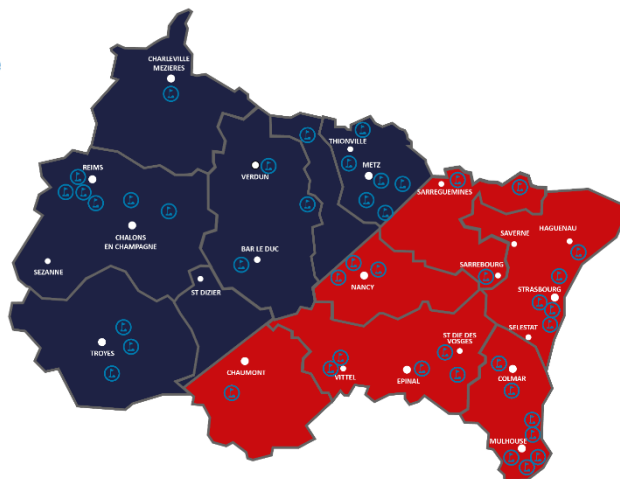 CHARLEVILLE
MEZIERES
THIONVILLE
REIMS
VERDUN
METZ
SARREGUEMINES
CHALONS
EN CHAMPAGNE
HAGUENAU
SAVERNE
BAR LE DUC
SEZANNE
SARREBOURG
NANCY
ST DIZIER
STRASBOURG
SELESTAT
ST DIE DES
VOSGES
TROYES
CHAUMONT
VITTEL
EPINAL
COLMAR
MULHOUSE